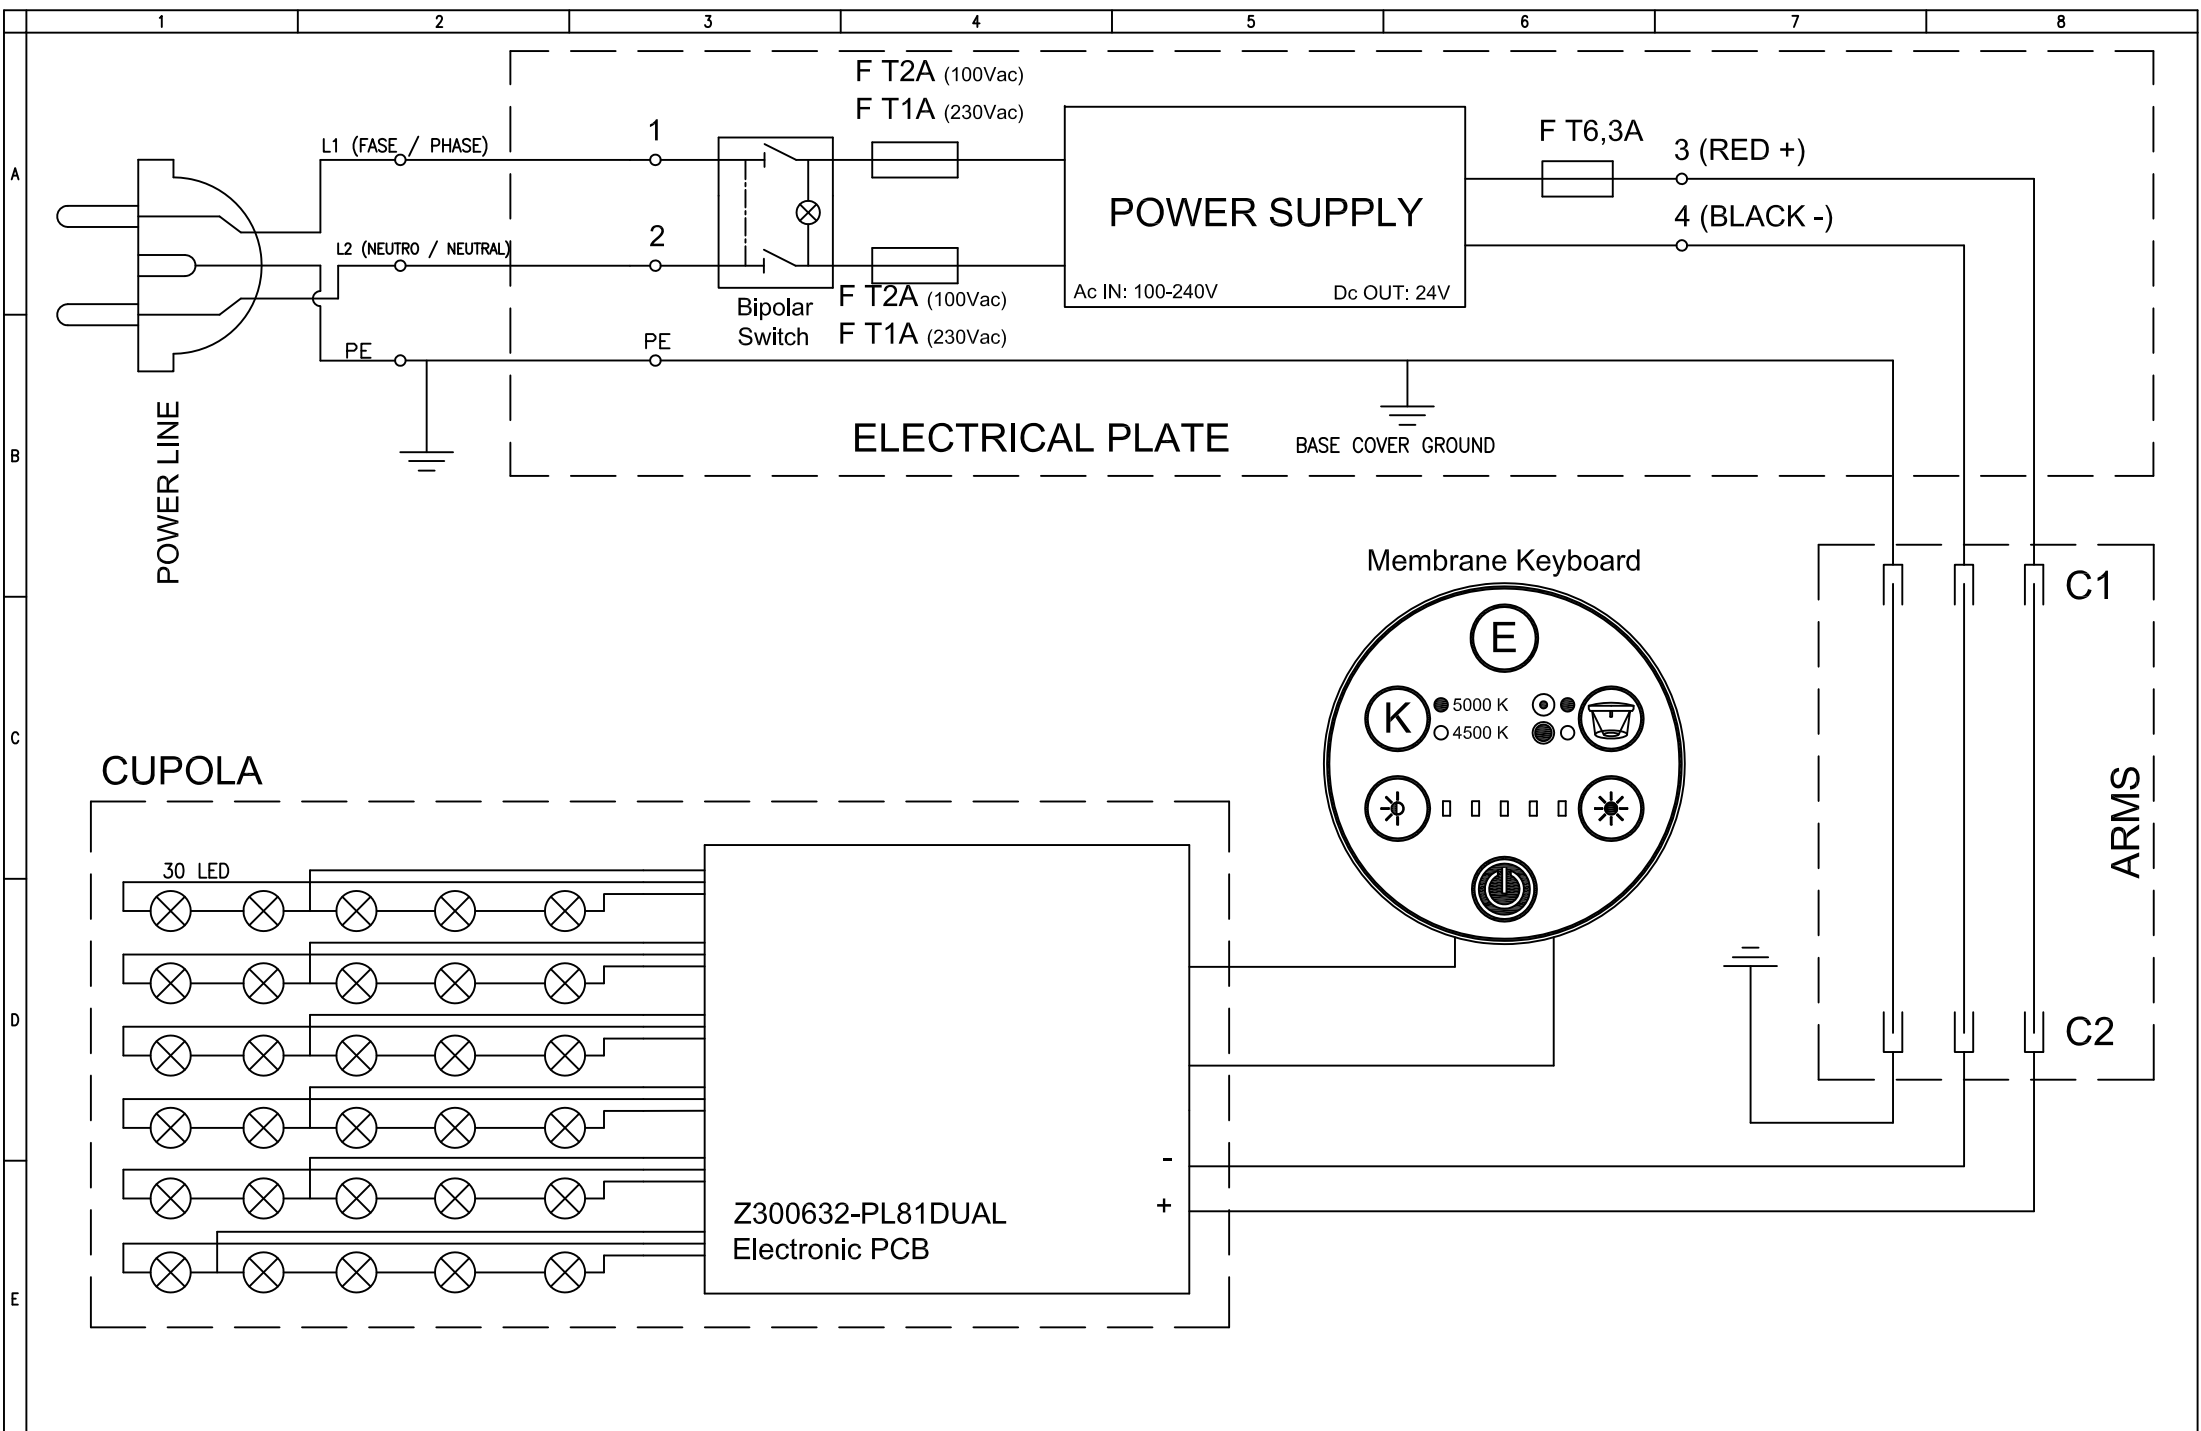 1 2 3 4 5 6 7 8
A
B
C
D
E
F T2A (100Vac)
F T1A (230Vac)
L1 (FASE / PHASE)
1
F T6,3A
3 (RED +)
POWER SUPPLY
4 (BLACK -)
L2 (NEUTRO / NEUTRAL)
2
Ac IN: 100-240V
Dc OUT: 24V
Bipolar
Switch
F T2A (100Vac)
F T1A (230Vac)
PE
PE
POWER LINE
ELECTRICAL PLATE
BASE COVER GROUND
Membrane Keyboard
C1
E
K
5000 K
4500 K
CUPOLA
ARMS
30 LED
C2
-
+
Z300632-PL81DUAL
Electronic PCB